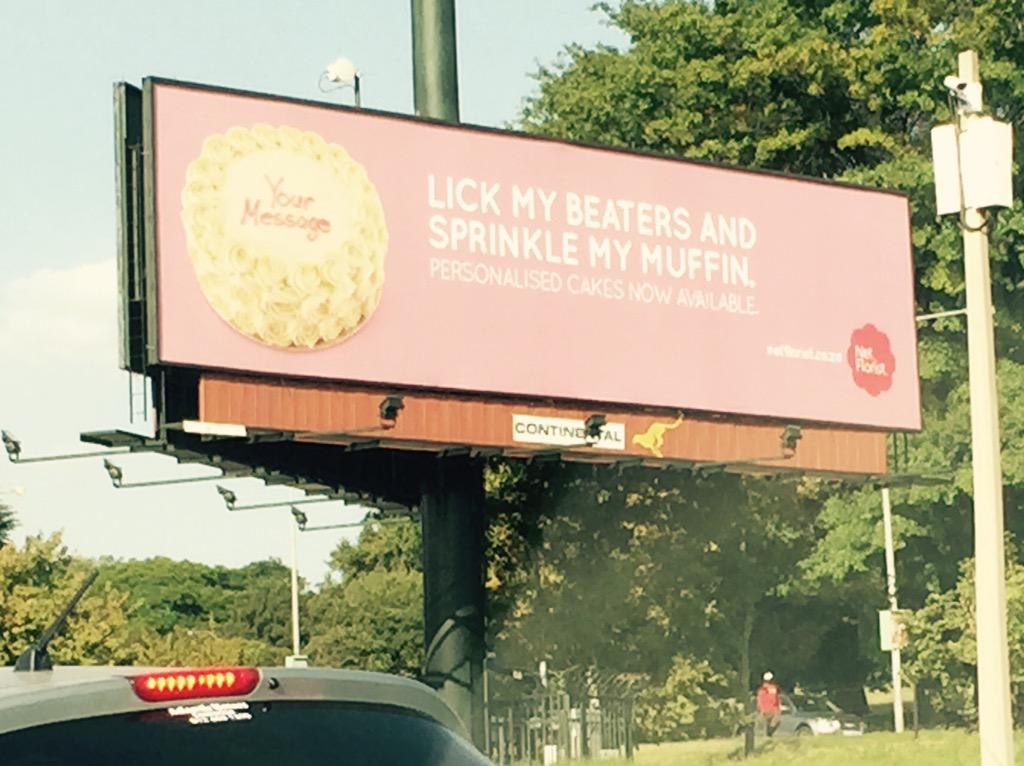 Your
Message
LICK MY BEATERS AND
SPRINKLE MY MUFFIN.
PERSONALISED CAKES NOW AVAILABLE.
netflorist.co.za
Net
Florist.
CONTINENTAL